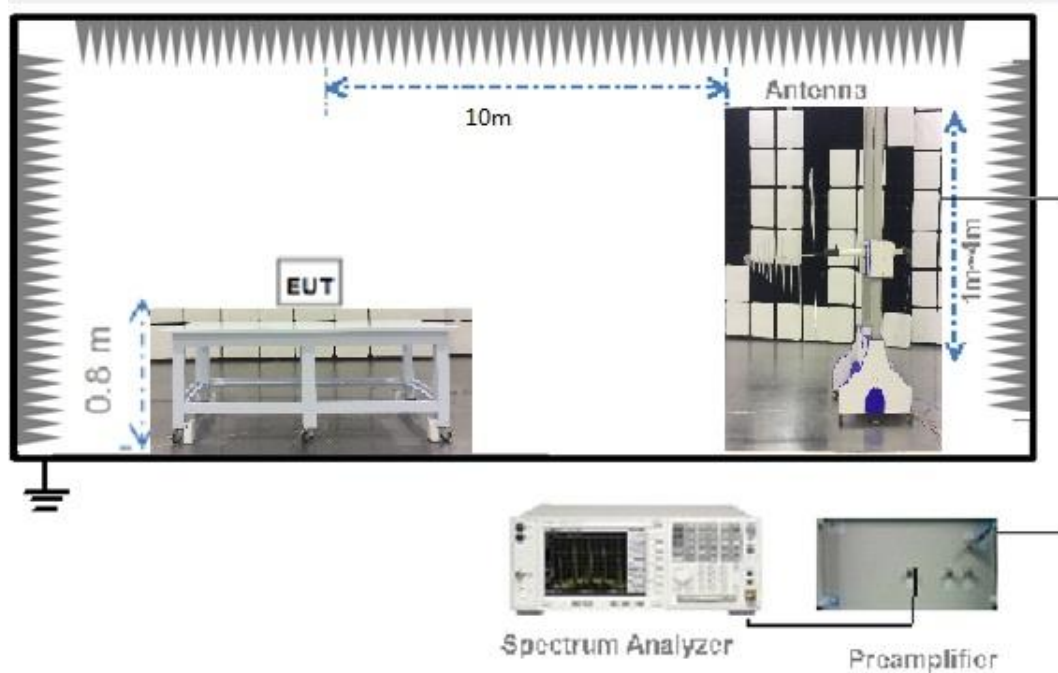 Antenna
10m
1m~4m
EUT
0.8 m
Spectrum Analyzer
Preamplifier